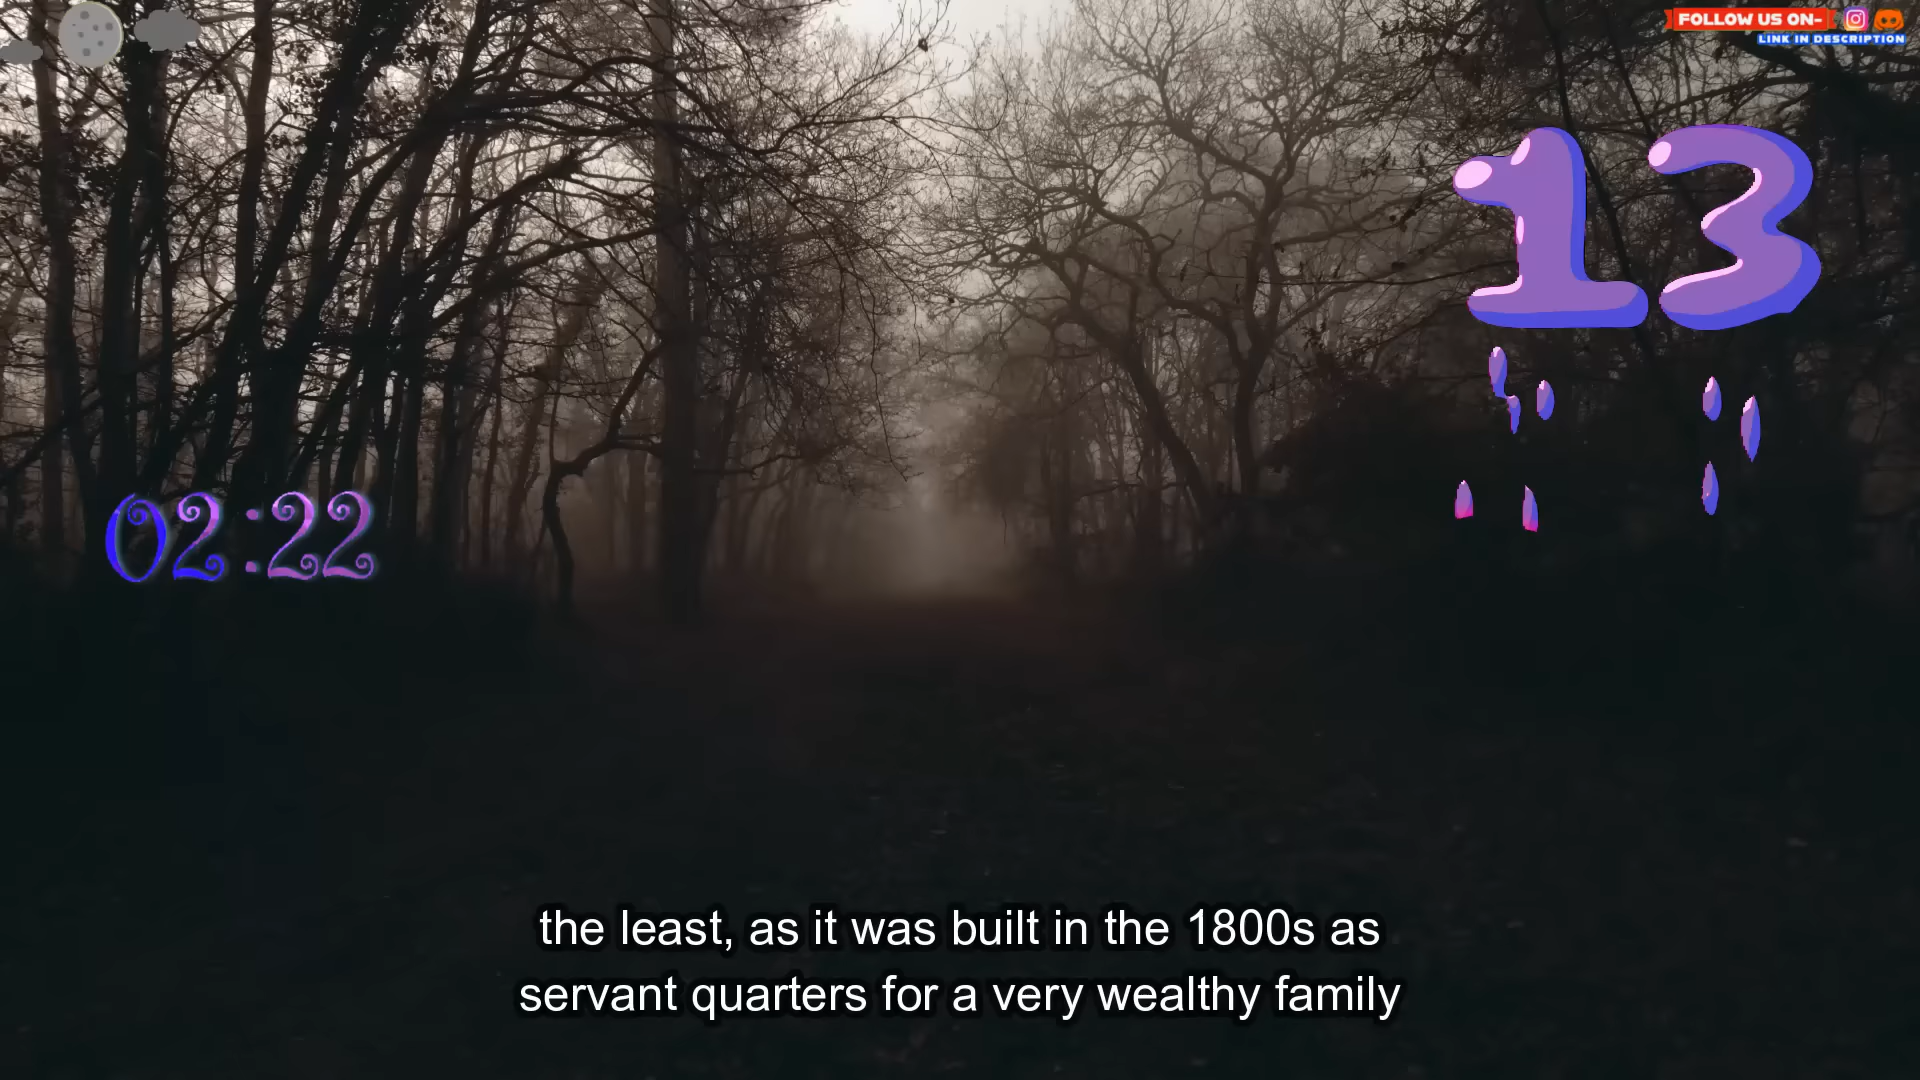 FOLLOW US ON-
LINK IN DESCRIPTION
13
02:22
the least, as it was built in the 1800s as
servant quarters for a very wealthy family